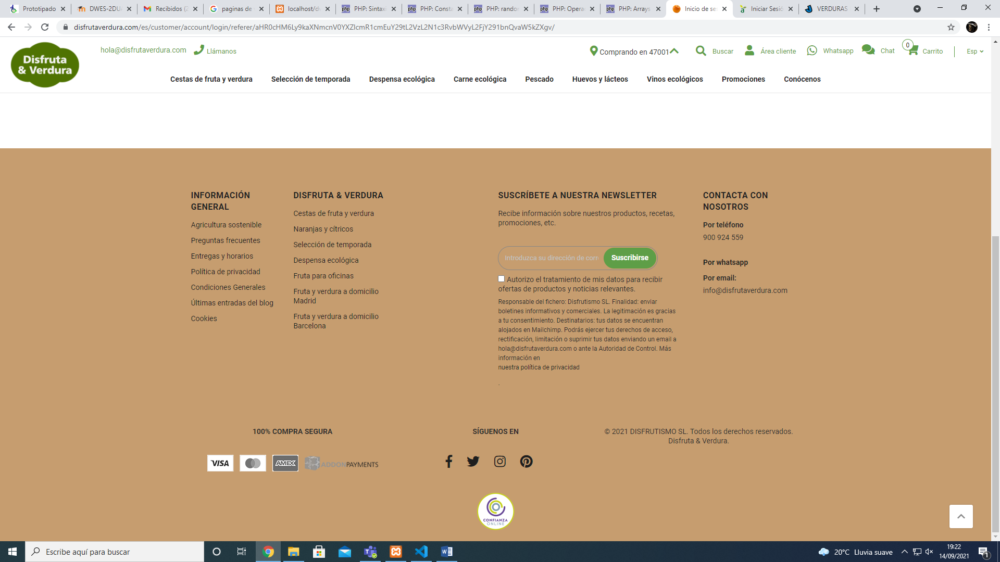 Prototipado
DWES-2DU
Recibidos (2
paginas de
localhost/d
PHP: Sintax
PHP: Consta
PHP: rando
PHP: Opera
PHP: Arrays
Inicio de se
Iniciar Sesió
VERDURAS
disfrutaverdura.com/es/customer/account/login/referer/aHR0cHM6Ly9kaXNmcnV0YXZlcmR1cmEuY29tL2VzL2N1c3RvbWVyL2FjY291bnQvaW5kZXgv/
Disfruta
& Verdura
hola@disfrutaverdura.com
Llámanos
Comprando en 47001
Buscar
Área cliente
Whatsapp
Chat
0
Carrito
Esp
Cestas de fruta y verdura
Selección de temporada
Despensa ecológica
Carne ecológica
Pescado
Huevos y lácteos
Vinos ecológicos
Promociones
Conócenos
INFORMACIÓN
GENERAL
Agricultura sostenible
Preguntas frecuentes
Entregas y horarios
Política de privacidad
Condiciones Generales
Últimas entradas del blog
Cookies
DISFRUTA & VERDURA
Cestas de fruta y verdura
Naranjas y cítricos
Selección de temporada
Despensa ecológica
Fruta para oficinas
Fruta y verdura a domicilio
Madrid
Fruta y verdura a domicilio
Barcelona
SUSCRÍBETE A NUESTRA NEWSLETTER
Recibe información sobre nuestros productos, recetas,
promociones, etc.
Introduzca su dirección de corr
Suscribirse
Autorizo el tratamiento de mis datos para recibir
ofertas de productos y noticias relevantes.
Responsable del fichero: Disfrutismo SL. Finalidad: enviar
boletines informativos y comerciales. La legitimación es gracias
a tu consentimiento. Destinatarios: tus datos se encuentran
alojados en Mailchimp. Podrás ejercer tus derechos de acceso,
rectificación, limitación o suprimir tus datos enviando un email a
hola@disfrutaverdura.com o ante la Autoridad de Control. Más
información en
nuestra política de privacidad
.
CONTACTA CON
NOSOTROS
Por teléfono
900 924 559
Por whatsapp
Por email:
info@disfrutaverdura.com
100% COMPRA SEGURA
VISA
AMEX
ADDONPAYMENTS
SÍGUENOS EN
© 2021 DISFRUTISMO SL. Todos los derechos reservados.
Disfruta & Verdura.
CONFIANZA
ONLINE
Escribe aquí para buscar
20°C Lluvia suave
19:22
14/09/2021
1